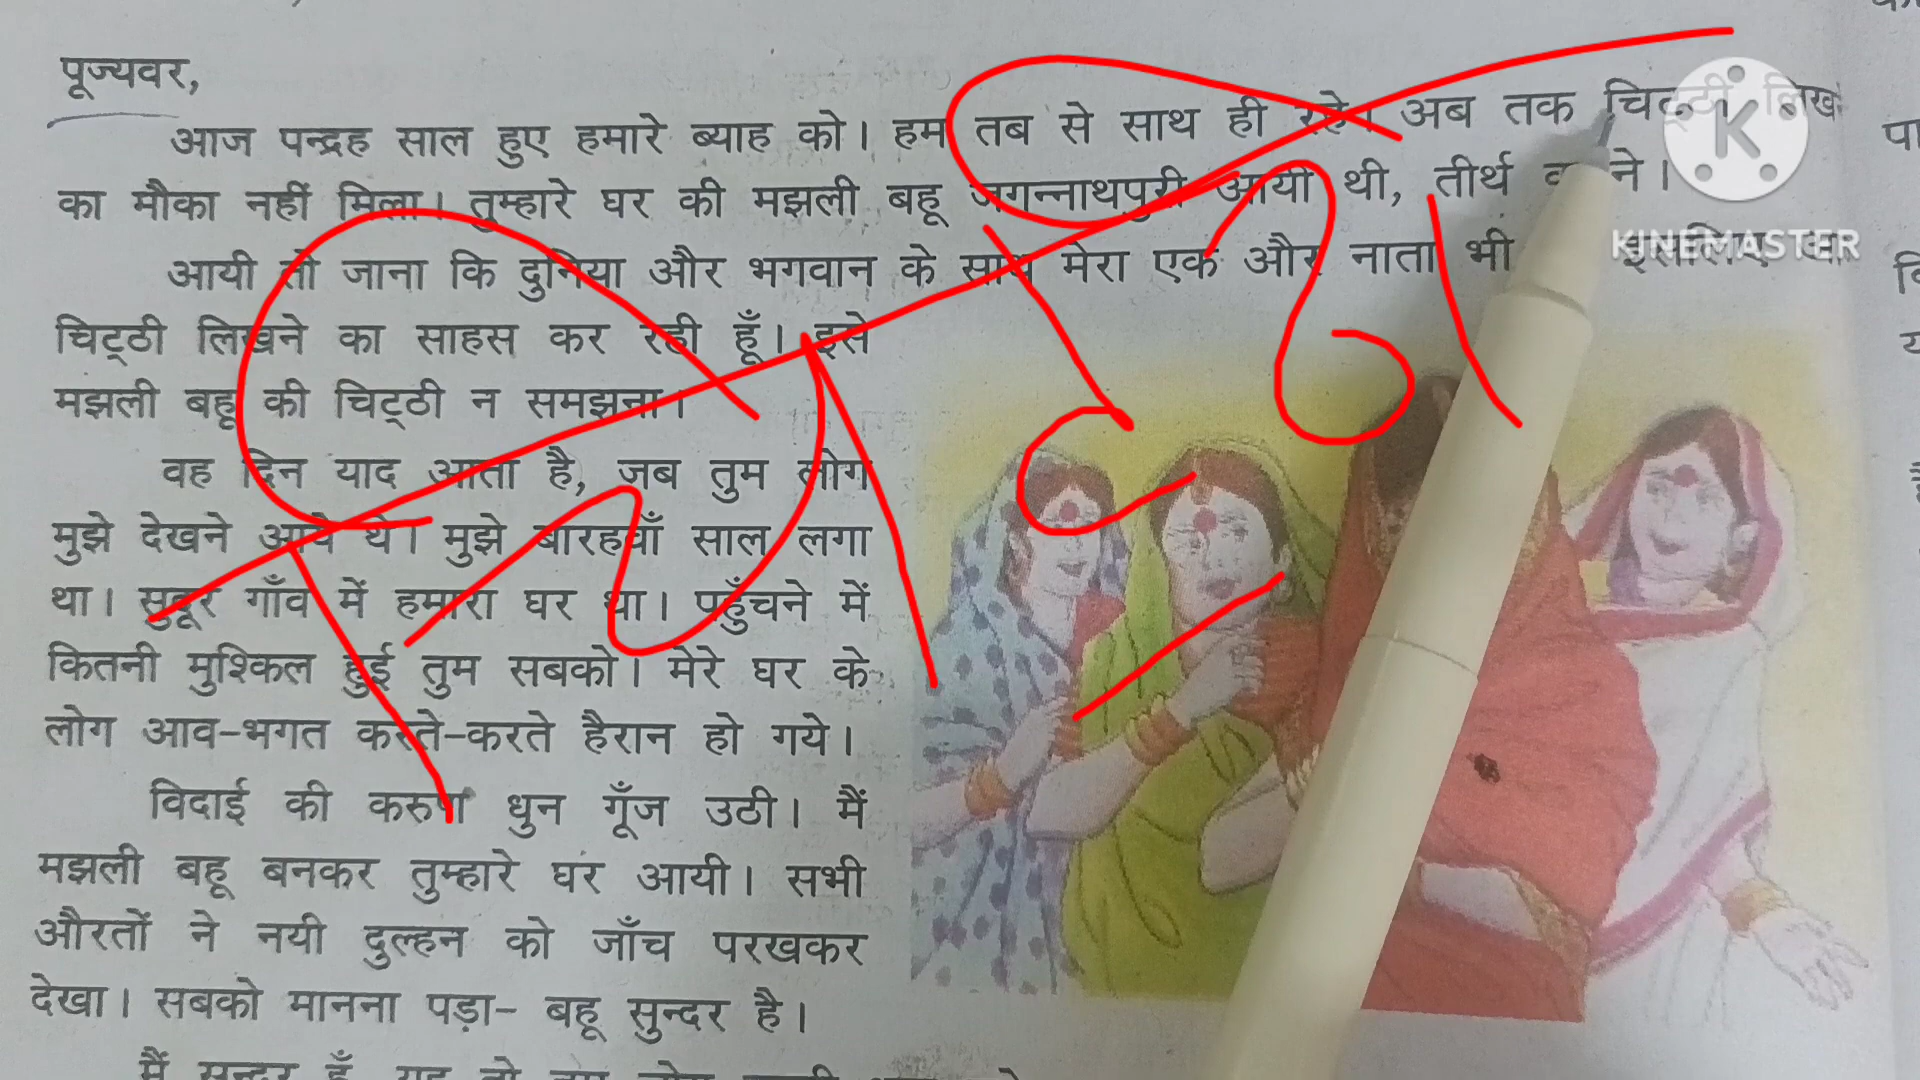 पूज्यवर,
आज पन्द्रह साल हुए हमारे ब्याह को। हम तब से साथ ही रहे। अब तक चिट्ठी लिख
का मौका नहीं मिला। तुम्हारे घर की मझली बहू जगन्नाथपुरी आयी थी, तीर्थ ने।
आयी तो जाना कि दुनिया और भगवान के साथ मेरा एक और नाता भी इसलिए
चिट्ठी लिखने का साहस कर रही हूँ। इसे
मझली बहू की चिट्ठी न समझना।
वह दिन याद आता है, जब तुम लोग
मुझे देखने आये थे। मुझे बारहवाँ साल लगा
था। सुदूर गाँव में हमारा घर था। पहुँचने में
कितनी मुश्किल हुई तुम सबको। मेरे घर के
लोग आव-भगत करते-करते हैरान हो गये।
विदाई की करुण धुन गूँज उठी। मैं
मझली बहू बनकर तुम्हारे घर आयी। सभी
औरतों ने नयी दुल्हन को जाँच परखकर
देखा। सबको मानना पड़ा- बहू सुन्दर है।
मैं सुन्दर हूँ,
K
KINEMASTER